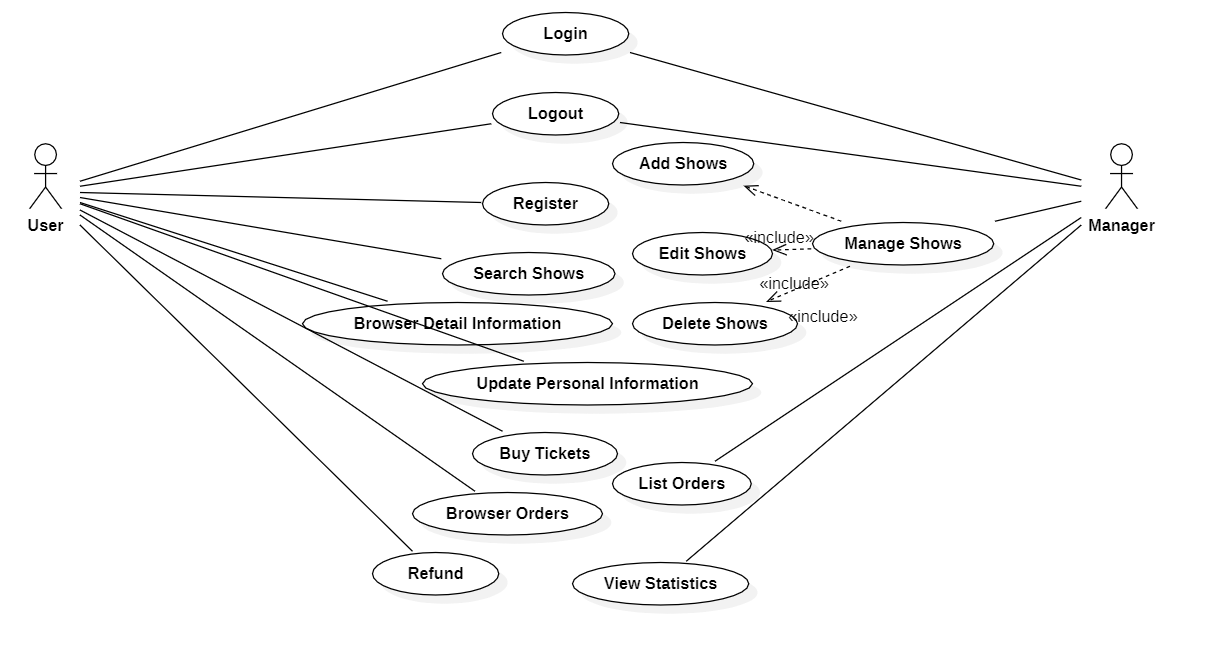 Login
Logout
Add Shows
User
Register
Manager
Manage Shows
«include»
Edit Shows
Search Shows
«include»
Delete Shows
«include»
Browser Detail Information
Update Personal Information
Buy Tickets
List Orders
Browser Orders
Refund
View Statistics